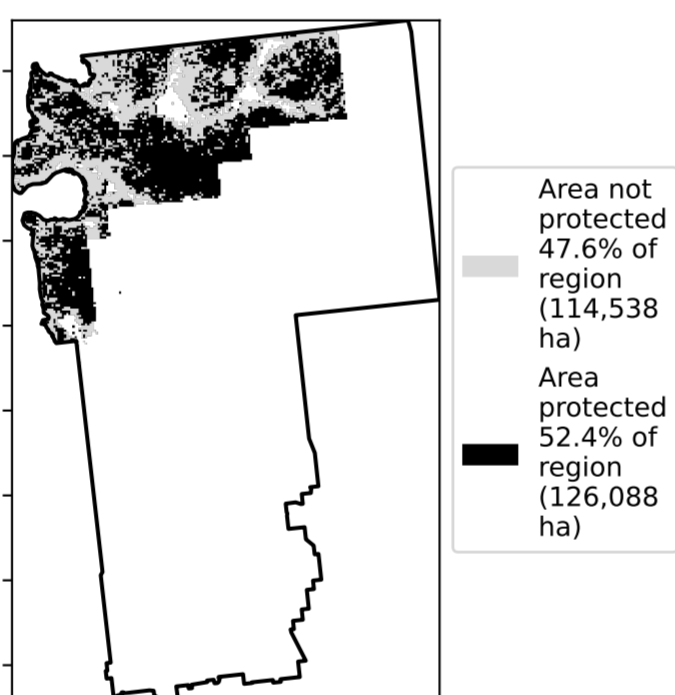 Area not
protected
47.6% of
region
(114,538
ha)
Area
protected
52.4% of
region
(126,088
ha)